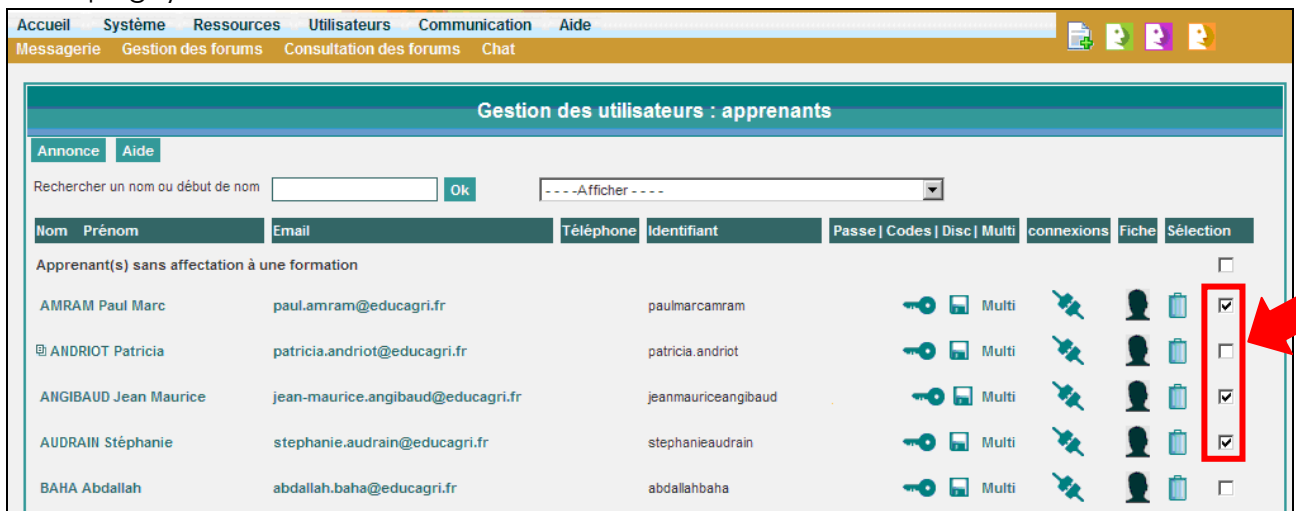 Accueil Système Ressources Utilisateurs Communication Aide
Messagerie Gestion des forums Consultation des forums Chat
Gestion des utilisateurs : apprenants
Annonce Aide
Rechercher un nom ou début de nom Ok - - - -Afficher - - - -
Nom Prénom Email Téléphone Identifiant Passe | Codes | Disc | Multi connexions Fiche Sélection
Apprenant(s) sans affectation à une formation
AMRAM Paul Marc paul.amram@educagri.fr paulmarcamram Multi
ANDRIOT Patricia patricia.andriot@educagri.fr patricia.andriot Multi
ANGIBAUD Jean Maurice jean-maurice.angibaud@educagri.fr jeanmauriceangibaud Multi
AUDRAIN Stéphanie stephanie.audrain@educagri.fr stephanieaudrain Multi
BAHA Abdallah abdallah.baha@educagri.fr abdallahbaha Multi